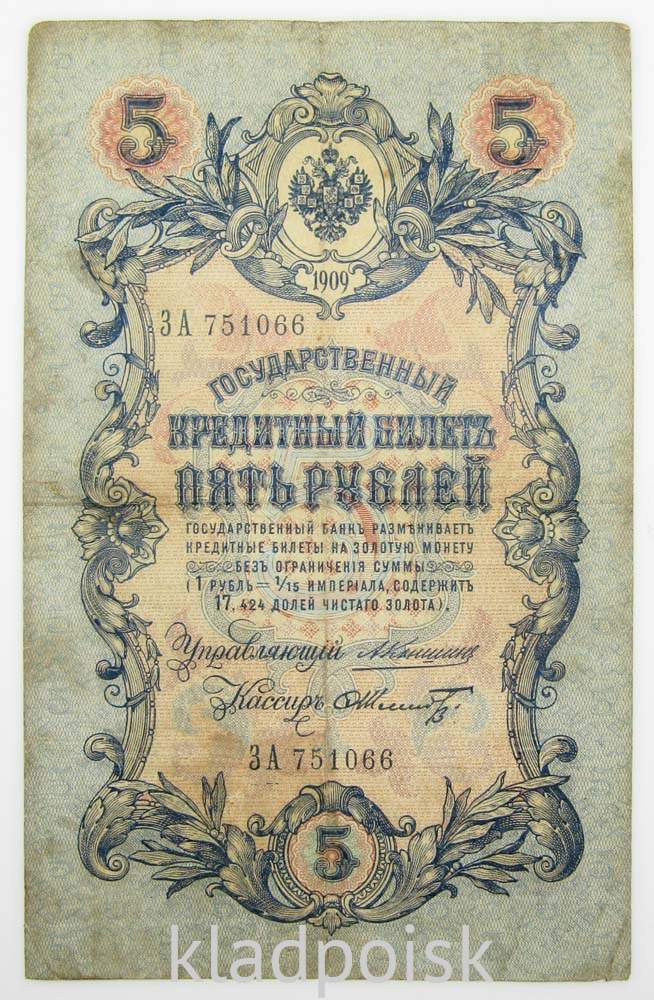 5 5
1909
ЗА 751066
ГОСУДАРСТВЕННЫЙ
КРЕДИТНЫЙ БИЛЕТЪ
ПЯТЬ РУБЛЕЙ
ГОСУДАРСТВЕННЫЙ БАНКЪ РАЗМѢНИВАЕТЪ
КРЕДИТНЫЕ БИЛЕТЫ НА ЗОЛОТУЮ МОНЕТУ
БЕЗЪ ОГРАНИЧЕНІЯ СУММЫ
(1 РУБЛЬ = 1/15 ИМПЕРІАЛА, СОДЕРЖИТЪ
17,424 ДОЛЕЙ ЧИСТАГО ЗОЛОТА).
Управляющій
Кассиръ
ЗА 751066
5
kladpoisk